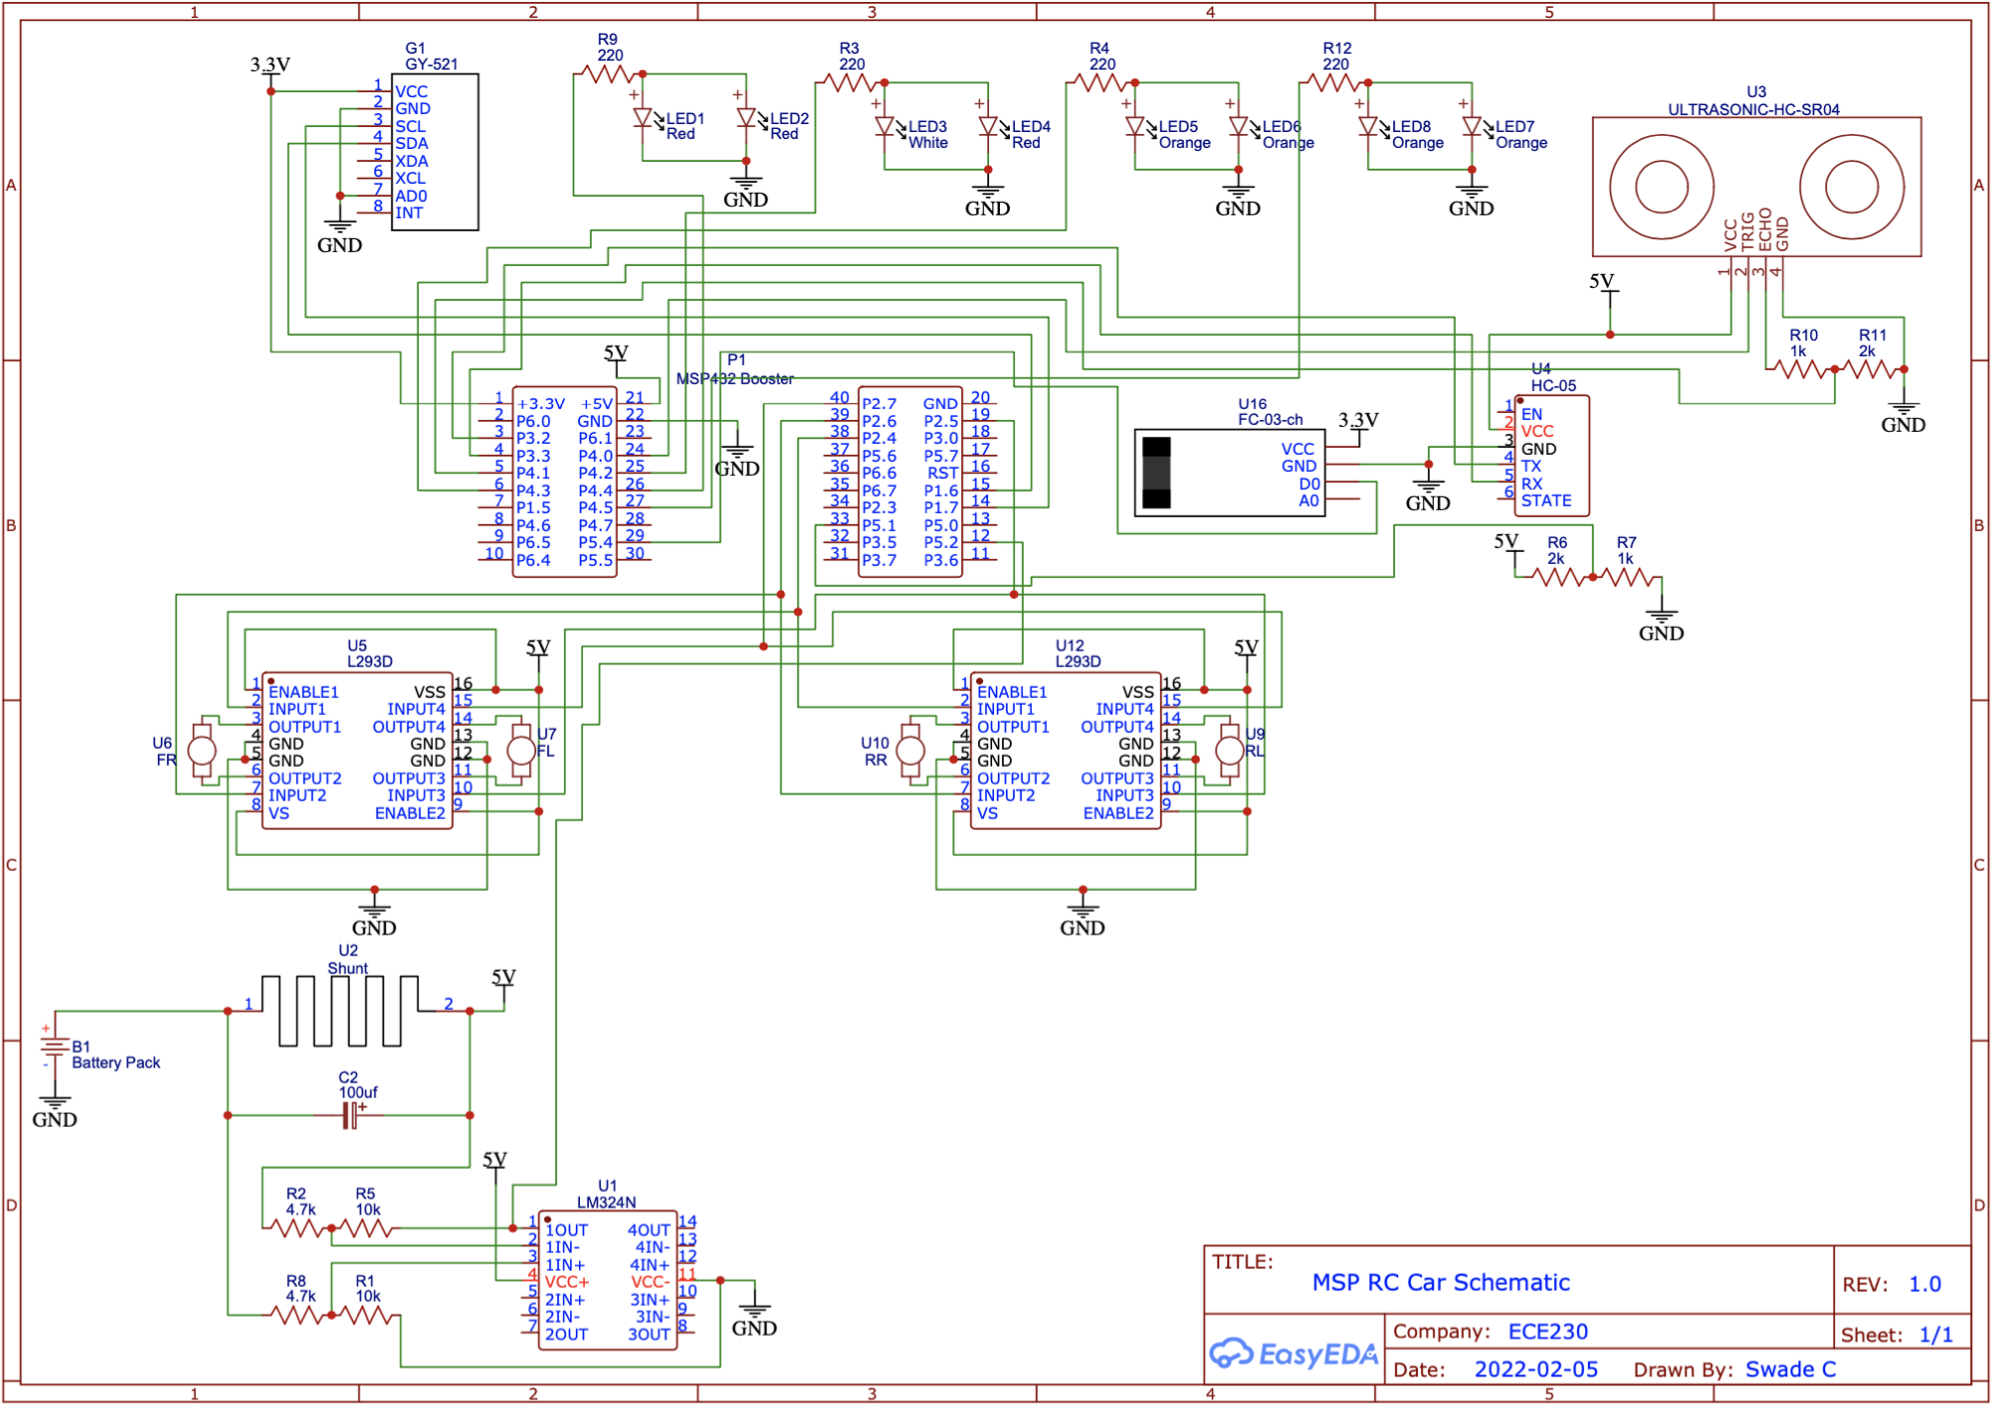 1 2 3 4 5
A
B
C
D
A
B
C
D
1 2 3 4 5
3.3V
G1
GY-521
1 VCC
2 GND
3 SCL
4 SDA
5 XDA
6 XCL
7 AD0
8 INT
GND
R9
220
+ LED1
Red
+ LED2
Red
GND
R3
220
+ LED3
White
+ LED4
Red
GND
R4
220
+ LED5
Orange
+ LED6
Orange
GND
R12
220
+ LED8
Orange
+ LED7
Orange
GND
U3
ULTRASONIC-HC-SR04
VCC
TRIG
ECHO
GND
1 2 3 4
5V
R10
1k
R11
2k
GND
5V
P1
MSP432 Booster
1 +3.3V +5V 21
2 P6.0 GND 22
3 P3.2 P6.1 23
4 P3.3 P4.0 24
5 P4.1 P4.2 25
6 P4.3 P4.4 26
7 P1.5 P4.5 27
8 P4.6 P4.7 28
9 P6.5 P5.4 29
10 P6.4 P5.5 30
GND
40 P2.7 GND 20
39 P2.6 P2.5 19
38 P2.4 P3.0 18
37 P5.6 P5.7 17
36 P6.6 RST 16
35 P6.7 P1.6 15
34 P2.3 P1.7 14
33 P5.1 P5.0 13
32 P3.5 P5.2 12
31 P3.7 P3.6 11
U16
FC-03-ch
3.3V
VCC
GND
D0
A0
GND
U4
HC-05
1 EN
2 VCC
3 GND
4 TX
5 RX
6 STATE
5V
R6
2k
R7
1k
GND
U5
L293D
5V
1 ENABLE1 VSS 16
2 INPUT1 INPUT4 15
3 OUTPUT1 OUTPUT4 14
4 GND GND 13
5 GND GND 12
6 OUTPUT2 OUTPUT3 11
7 INPUT2 INPUT3 10
8 VS ENABLE2 9
U6
FR
U7
FL
GND
U12
L293D
5V
1 ENABLE1 VSS 16
2 INPUT1 INPUT4 15
3 OUTPUT1 OUTPUT4 14
4 GND GND 13
5 GND GND 12
6 OUTPUT2 OUTPUT3 11
7 INPUT2 INPUT3 10
8 VS ENABLE2 9
U10
RR
U9
RL
GND
U2
Shunt
1 2
5V
+
-
B1
Battery Pack
GND
C2
100uf
+
5V
R2
4.7k
R5
10k
R8
4.7k
R1
10k
U1
LM324N
1 1OUT 4OUT 14
2 1IN- 4IN- 13
3 1IN+ 4IN+ 12
4 VCC+ VCC- 11
5 2IN+ 3IN+ 10
6 2IN- 3IN- 9
7 2OUT 3OUT 8
GND
TITLE:
MSP RC Car Schematic
REV: 1.0
EasyEDA
Company: ECE230
Sheet: 1/1
Date: 2022-02-05 Drawn By: Swade C